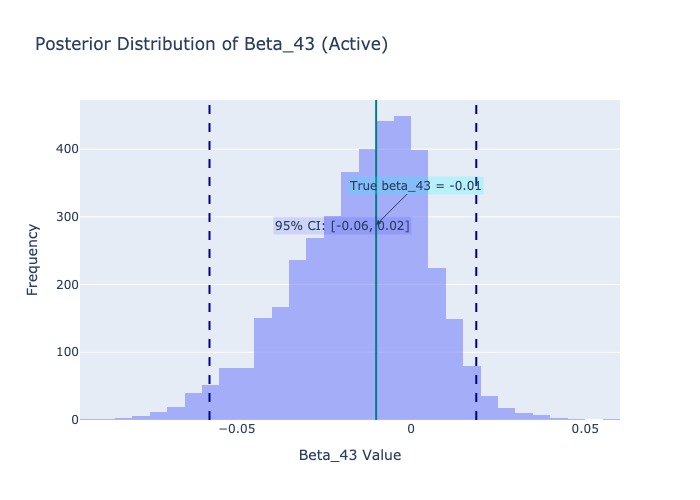 Posterior Distribution of Beta_43 (Active)
400
True beta_43 = -0.01
300
95% CI: [-0.06, 0.02]
Frequency
200
100
0
−0.05
0
0.05
Beta_43 Value